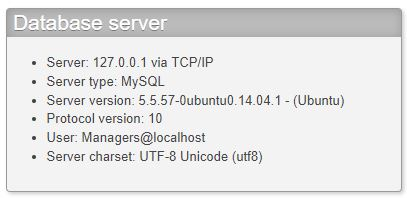 Database server
Server: 127.0.0.1 via TCP/IP
Server type: MySQL
Server version: 5.5.57-0ubuntu0.14.04.1 - (Ubuntu)
Protocol version: 10
User: Managers@localhost
Server charset: UTF-8 Unicode (utf8)